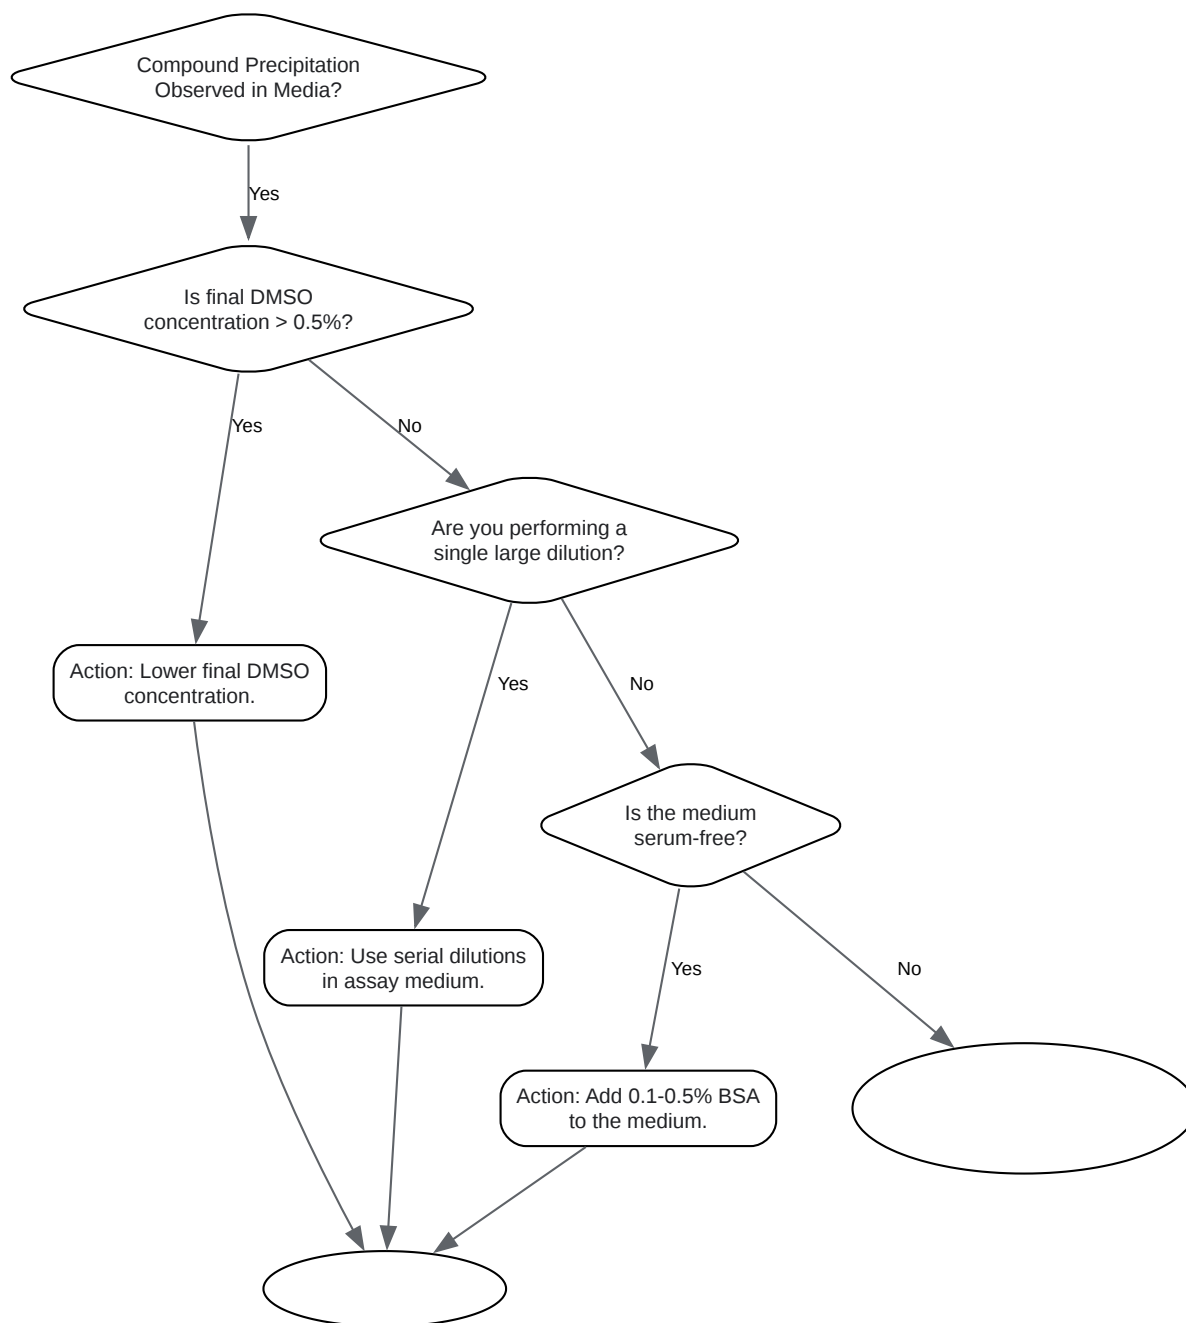 Compound Precipitation
Observed in Media?
Yes
Is final DMSO
concentration > 0.5%?
Yes
No
Are you performing a
single large dilution?
Action: Lower final DMSO
concentration.
Yes
No
Is the medium
serum-free?
Action: Use serial dilutions
in assay medium.
Yes
No
Action: Add 0.1-0.5% BSA
to the medium.